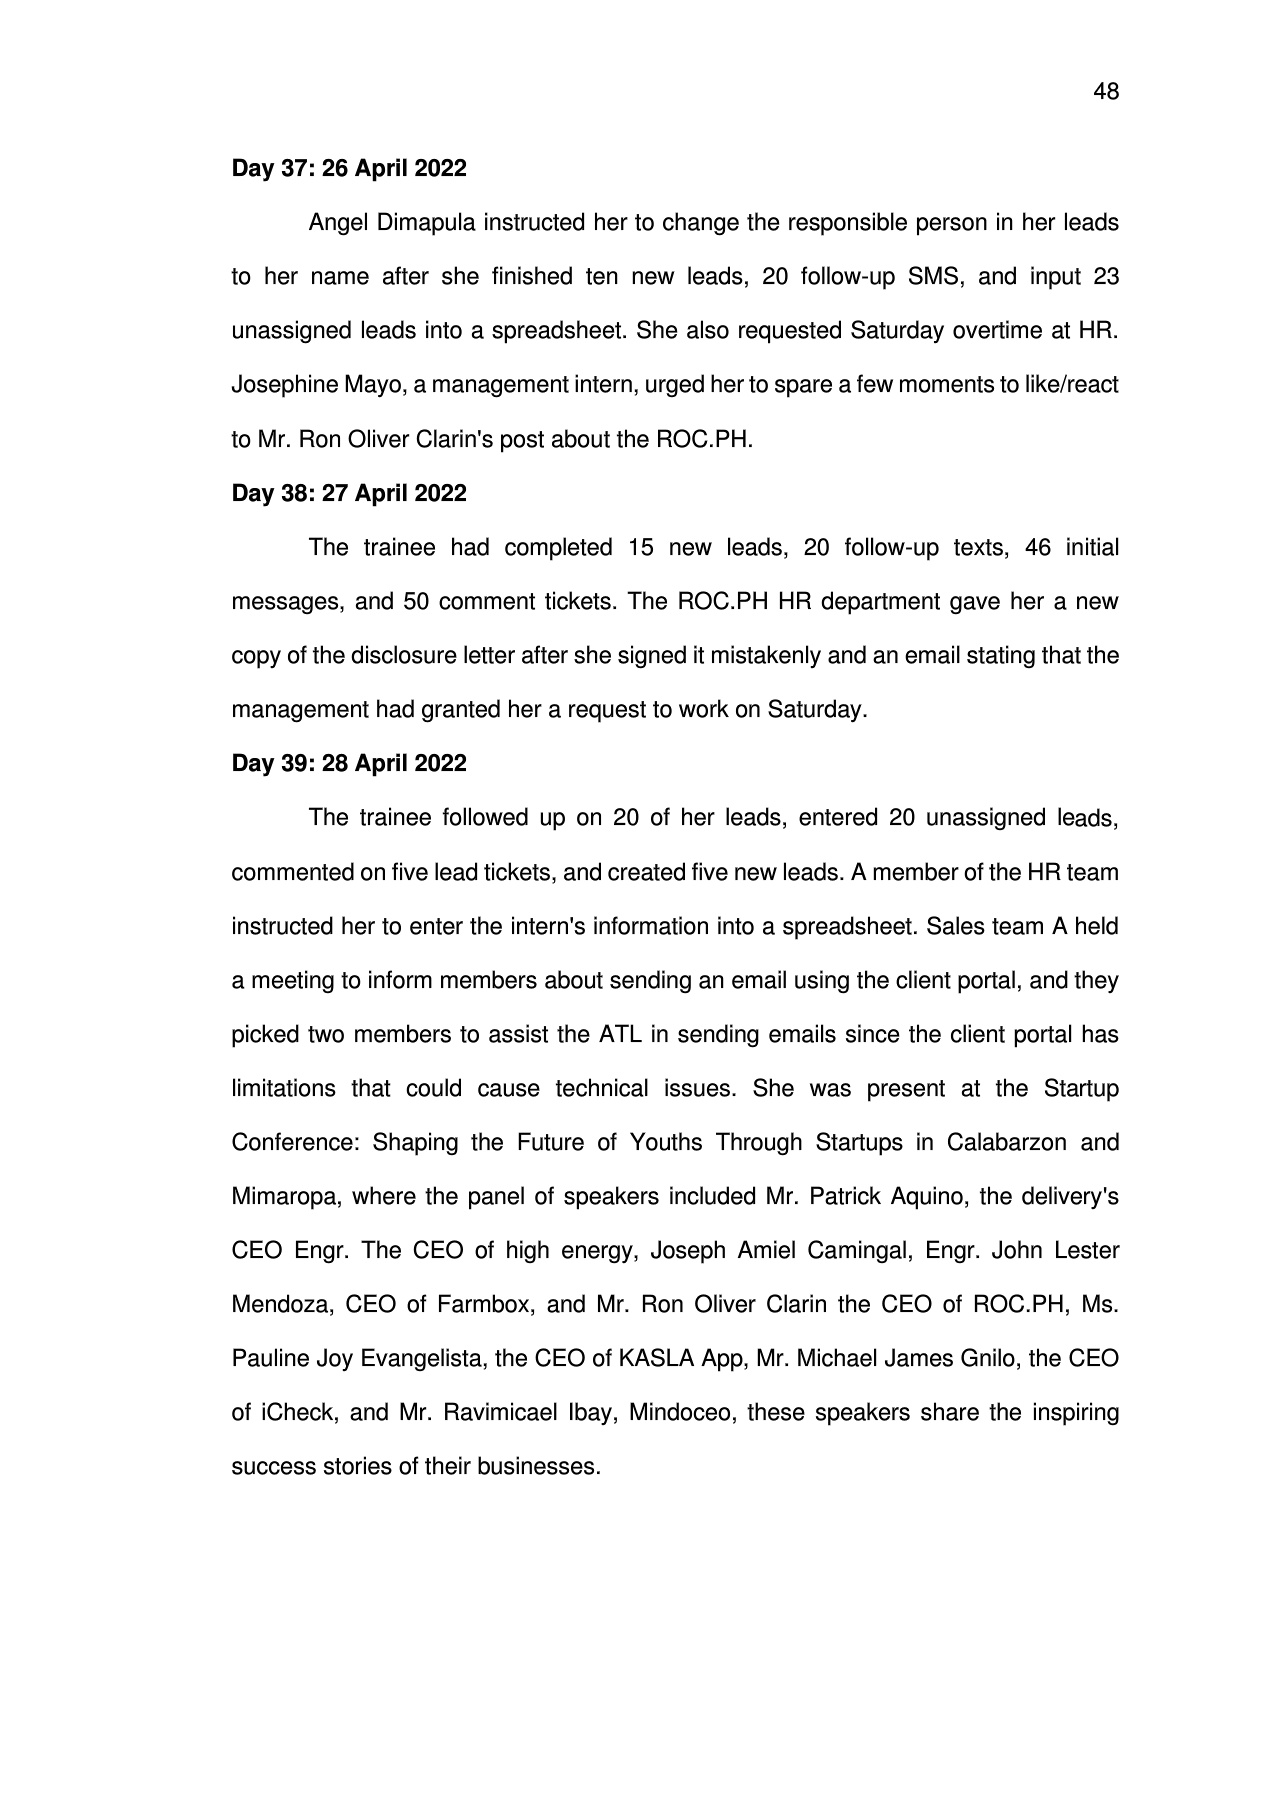 48
Day 37: 26 April 2022
Angel Dimapula instructed her to change the responsible person in her leads
to her name after she finished ten new leads, 20 follow-up SMS, and input 23
unassigned leads into a spreadsheet. She also requested Saturday overtime at HR.
Josephine Mayo, a management intern, urged her to spare a few moments to like/react
to Mr. Ron Oliver Clarin's post about the ROC.PH.
Day 38: 27 April 2022
The trainee had completed 15 new leads, 20 follow-up texts, 46 initial
messages, and 50 comment tickets. The ROC.PH HR department gave her a new
copy of the disclosure letter after she signed it mistakenly and an email stating that the
management had granted her a request to work on Saturday.
Day 39: 28 April 2022
The trainee followed up on 20 of her leads, entered 20 unassigned leads,
commented on five lead tickets, and created five new leads. A member of the HR team
instructed her to enter the intern's information into a spreadsheet. Sales team A held
a meeting to inform members about sending an email using the client portal, and they
picked two members to assist the ATL in sending emails since the client portal has
limitations that could cause technical issues. She was present at the Startup
Conference: Shaping the Future of Youths Through Startups in Calabarzon and
Mimaropa, where the panel of speakers included Mr. Patrick Aquino, the delivery's
CEO Engr. The CEO of high energy, Joseph Amiel Camingal, Engr. John Lester
Mendoza, CEO of Farmbox, and Mr. Ron Oliver Clarin the CEO of ROC.PH, Ms.
Pauline Joy Evangelista, the CEO of KASLA App, Mr. Michael James Gnilo, the CEO
of iCheck, and Mr. Ravimicael Ibay, Mindoceo, these speakers share the inspiring
success stories of their businesses.